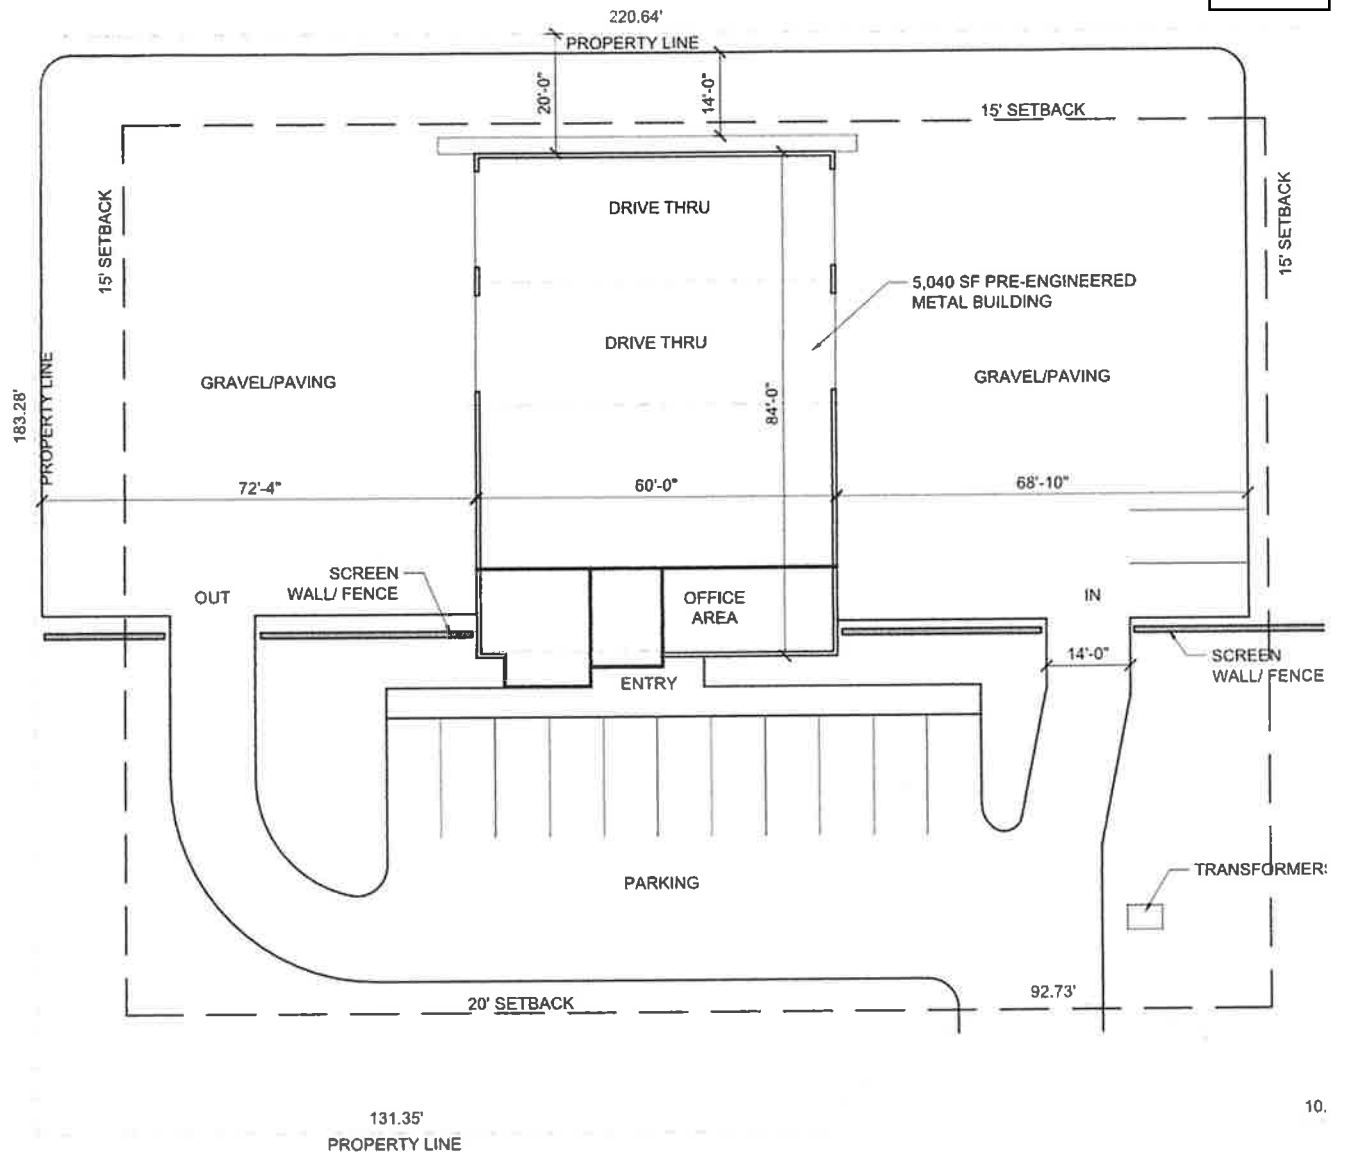 220.64'
PROPERTY LINE
20'-0"
14'-0"
15' SETBACK
15' SETBACK
15' SETBACK
DRIVE THRU
5,040 SF PRE-ENGINEERED
METAL BUILDING
DRIVE THRU
GRAVEL/PAVING
GRAVEL/PAVING
183.28'
PROPERTY LINE
84'-0"
72'-4"
60'-0"
68'-10"
SCREEN
WALL/ FENCE
OUT
OFFICE
AREA
IN
14'-0"
SCREEN
WALL/ FENCE
ENTRY
PARKING
TRANSFORMER
92.73'
20' SETBACK
131.35'
PROPERTY LINE
10.